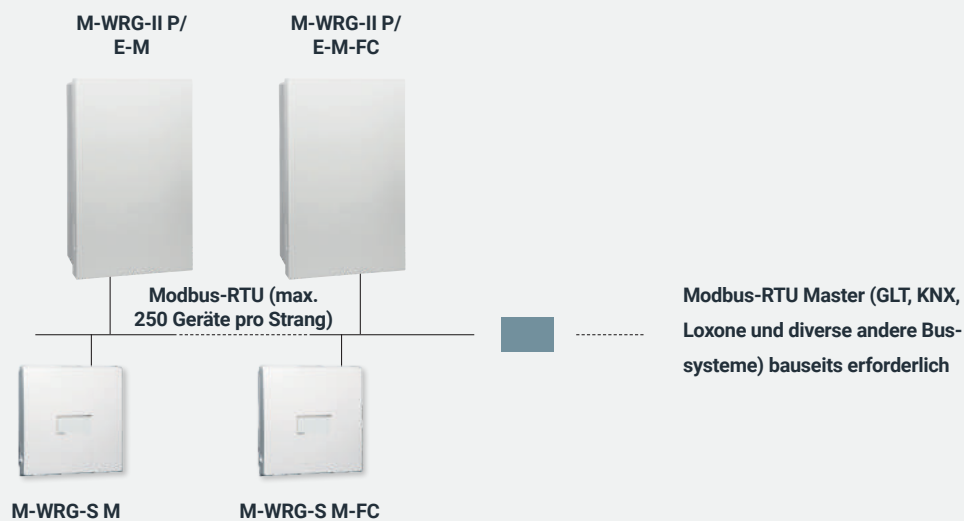 M-WRG-II P/
E-M
M-WRG-II P/
E-M-FC
Modbus-RTU (max.
250 Geräte pro Strang)
Modbus-RTU Master (GLT, KNX,
Loxone und diverse andere Bus-
systeme) bauseits erforderlich
M-WRG-S M
M-WRG-S M-FC